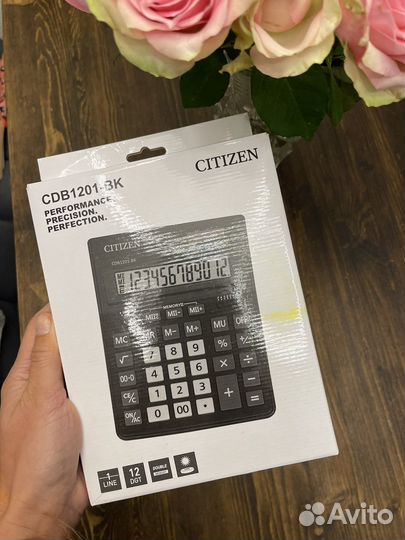 CITIZEN
CDB1201-BK
PERFORMANCE.
PRECISION.
PERFECTION.
CITIZEN
CDB1201-BK
123456789012
MEMORY II
MII= MII− MII+
MC MR M− M+ MU OFF
√ 7 8 9 % +/−
00→0 4 5 6 × ÷
CE/C 1 2 3 + −
ON/AC 0 00 • =
1 LINE
12 DGT
DOUBLE
Avito